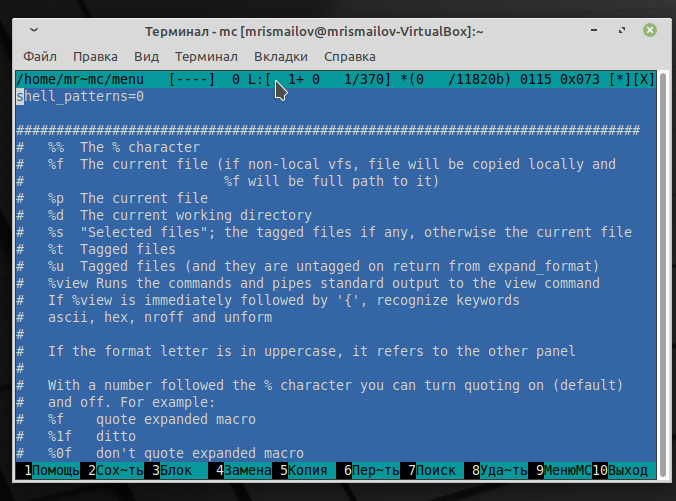 Терминал - mc [mrismailov@mrismailov-VirtualBox]:~
Файл Правка Вид Терминал Вкладки Справка
/home/mr~mc/menu   [----]  0 L:[  1+ 0   1/370] *(0   /11820b) 0115 0x073 [*][X]
shell_patterns=0
##############################################################################
#   %%  The % character
#   %f  The current file (if non-local vfs, file will be copied locally and
#                         %f will be full path to it)
#   %p  The current file
#   %d  The current working directory
#   %s  "Selected files"; the tagged files if any, otherwise the current file
#   %t  Tagged files
#   %u  Tagged files (and they are untagged on return from expand_format)
#   %view Runs the commands and pipes standard output to the view command
#   If %view is immediately followed by '{', recognize keywords
#   ascii, hex, nroff and unform
#
#   If the format letter is in uppercase, it refers to the other panel
#
#   With a number followed the % character you can turn quoting on (default)
#   and off. For example:
#   %f    quote expanded macro
#   %1f   ditto
#   %0f   don't quote expanded macro
1Помощь 2Сох~ть 3Блок 4Замена 5Копия 6Пер~ть 7Поиск 8Уда~ть 9МенюMC 10Выход